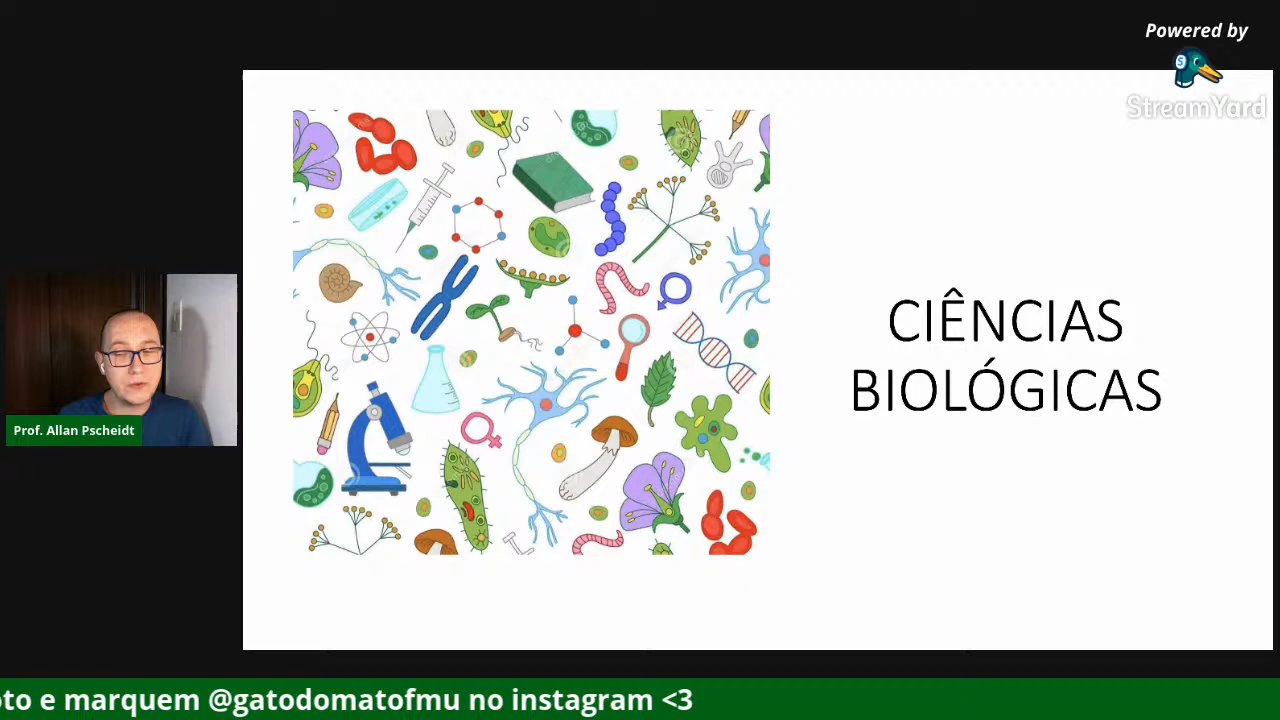 Powered by
StreamYard
CIÊNCIAS
BIOLÓGICAS
Prof. Allan Pscheidt
oto e marquem @gatodomatofmu no instagram <3